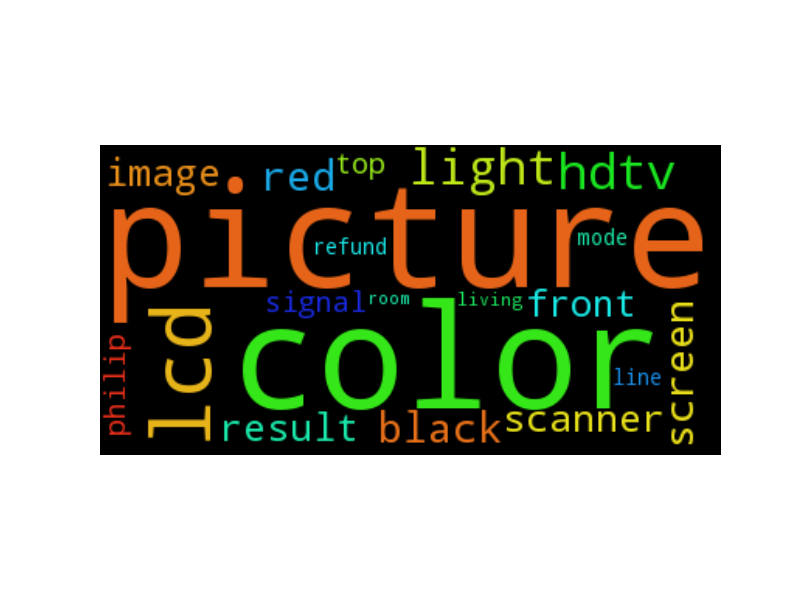 image red top light hdtv
picture
refund mode
signal room living front
color
philip lcd line screen
result black scanner